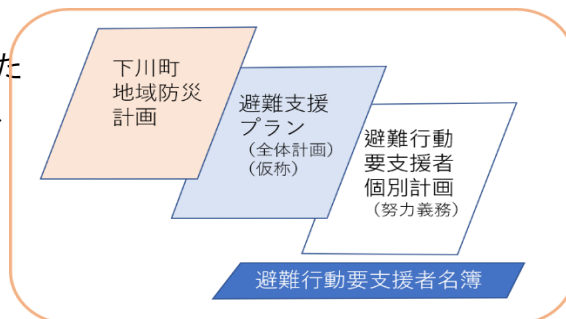 た
下川町
地域防災
計画
避難支援
プラン
（全体計画）
（仮称）
避難行動
要支援者
個別計画
（努力義務）
避難行動要支援者名簿